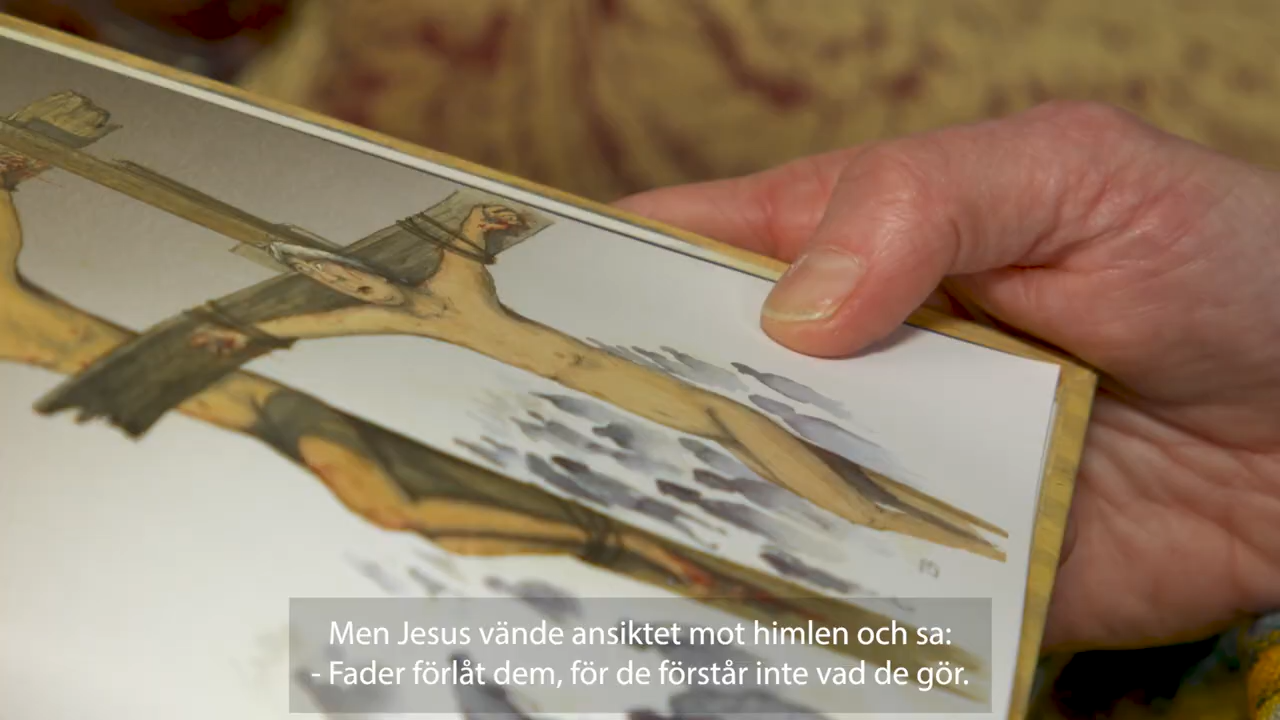 Men Jesus vände ansiktet mot himlen och sa:
- Fader förlåt dem, för de förstår inte vad de gör.